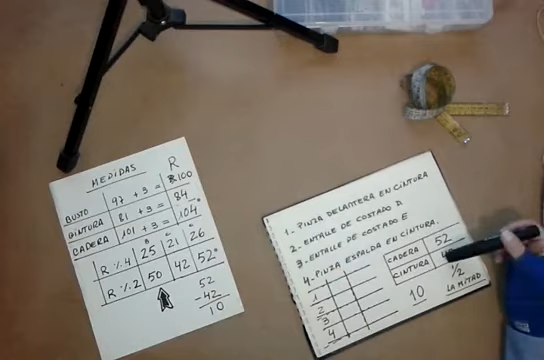 MEDIDAS
R
BUSTO 97 + 3 = 100
CINTURA 81 + 3 = 84
CADERA 101 + 3 = 104
R % 4 25 21 26
R % 2 50 42 52
52
-42
10
1- PINZA DELANTERA EN CINTURA
2- ENTALLE DE COSTADO D.
3- ENTALLE DE COSTADO E
4- PINZA ESPALDA EN CINTURA.
CADERA 52
CINTURA 4
1
2
3
4
10
1/2
LA MITAD